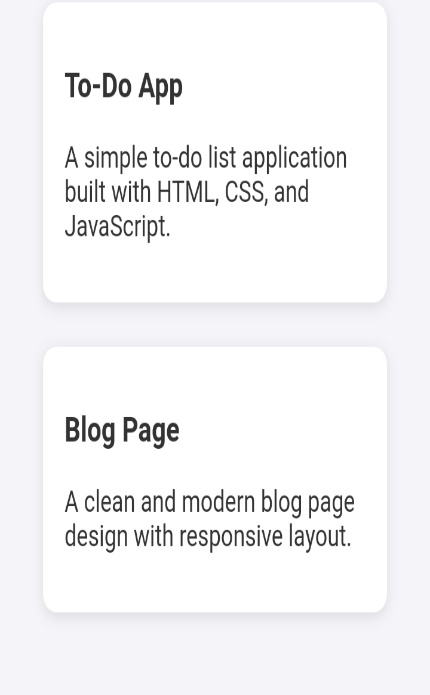 To-Do App
A simple to-do list application
built with HTML, CSS, and
JavaScript.
Blog Page
A clean and modern blog page
design with responsive layout.